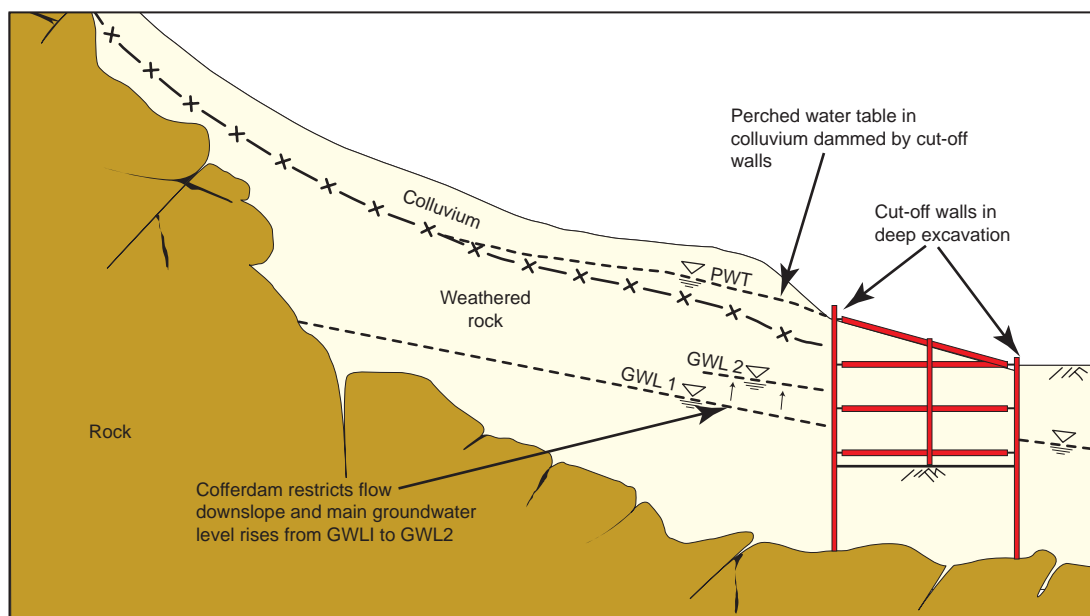 Perched water table in
colluvium dammed by cut-off
walls
Cut-off walls in
deep excavation
Colluvium
PWT
Weathered
rock
GWL 2
GWL 1
Rock
Cofferdam restricts flow
downslope and main groundwater
level rises from GWLI to GWL2